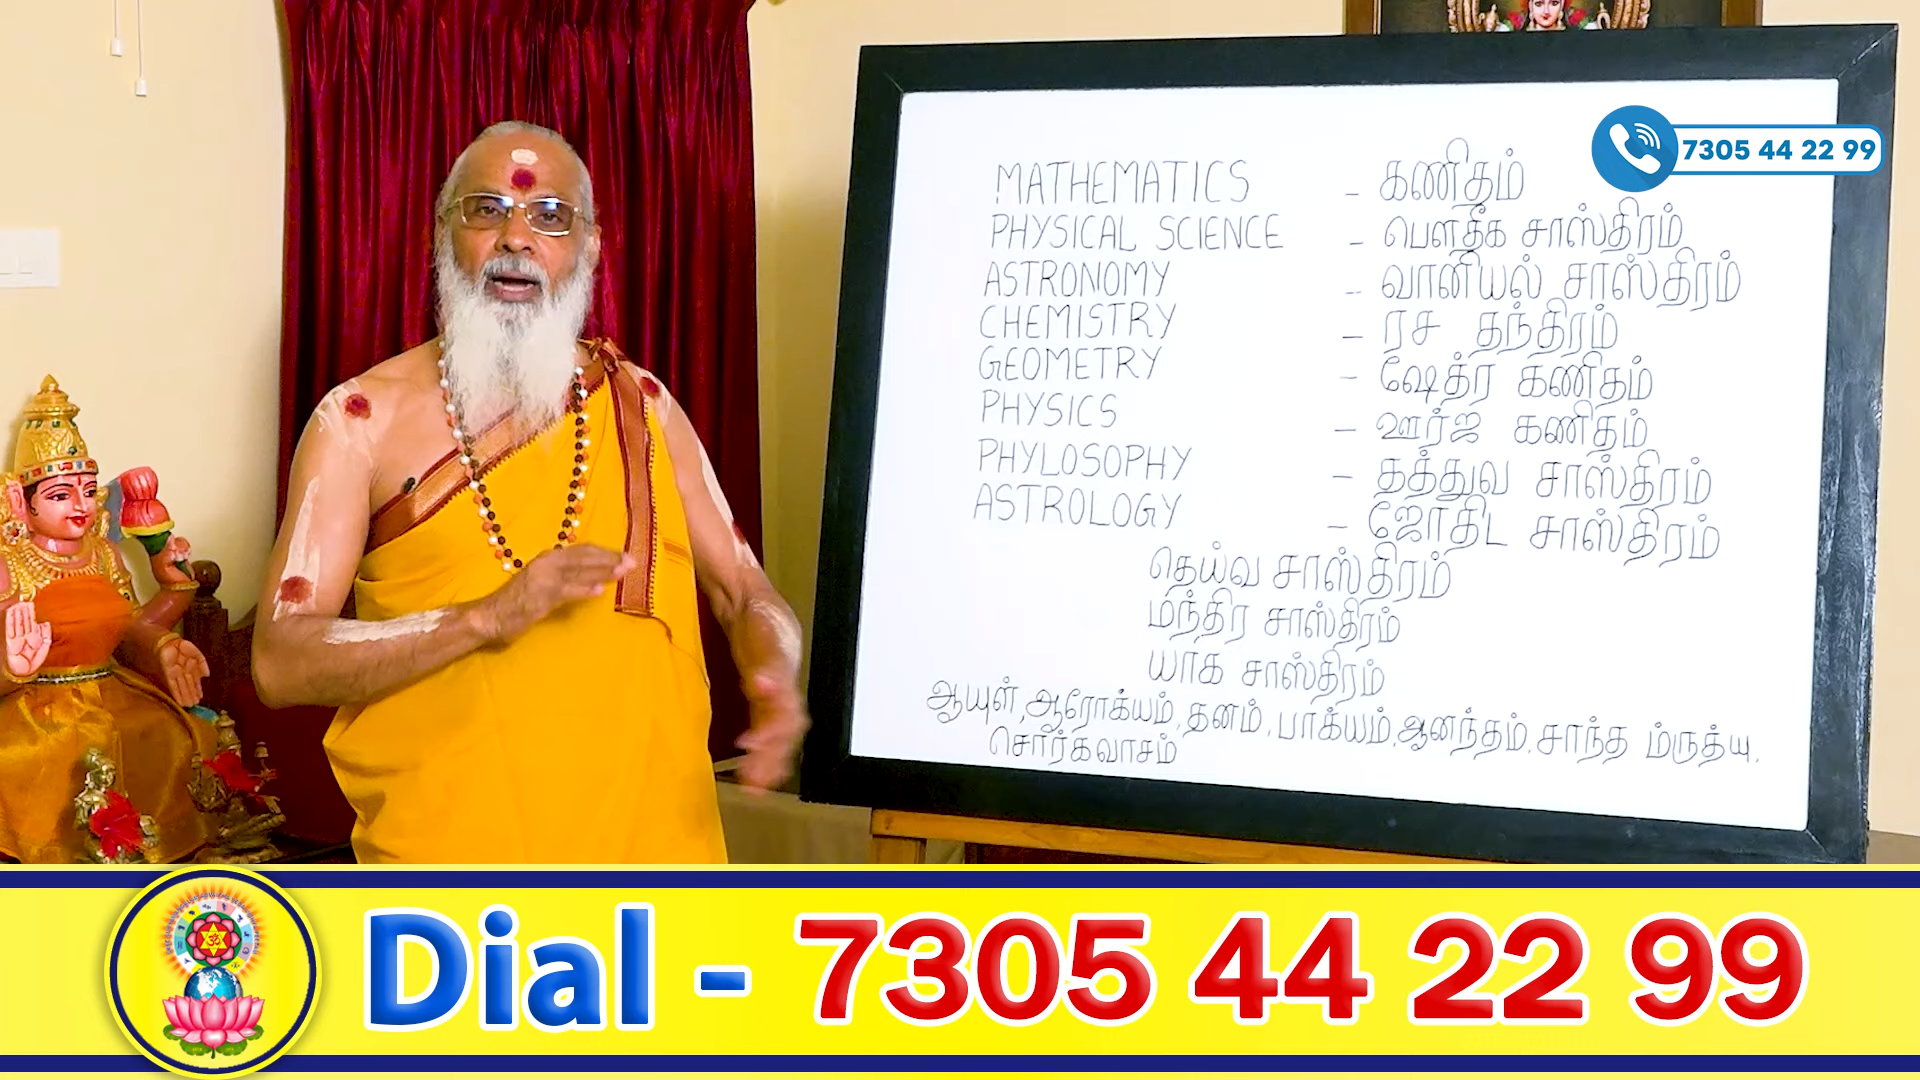 7305 44 22 99
MATHEMATICS - கணிதம்
PHYSICAL SCIENCE - பௌதீக சாஸ்திரம்
ASTRONOMY - வானியல் சாஸ்திரம்
CHEMISTRY - ரச தந்திரம்
GEOMETRY - ஷேத்ர கணிதம்
PHYSICS - ஊர்ஜ கணிதம்
PHYLOSOPHY - தத்துவ சாஸ்திரம்
ASTROLOGY - ஜோதிட சாஸ்திரம்
தெய்வ சாஸ்திரம்
மந்திர சாஸ்திரம்
யாக சாஸ்திரம்
ஆயுள், ஆரோக்யம், தனம், பாக்யம், ஆனந்தம், சாந்த ம்ருத்யு,
சொர்கவாசம்
Dial - 7305 44 22 99